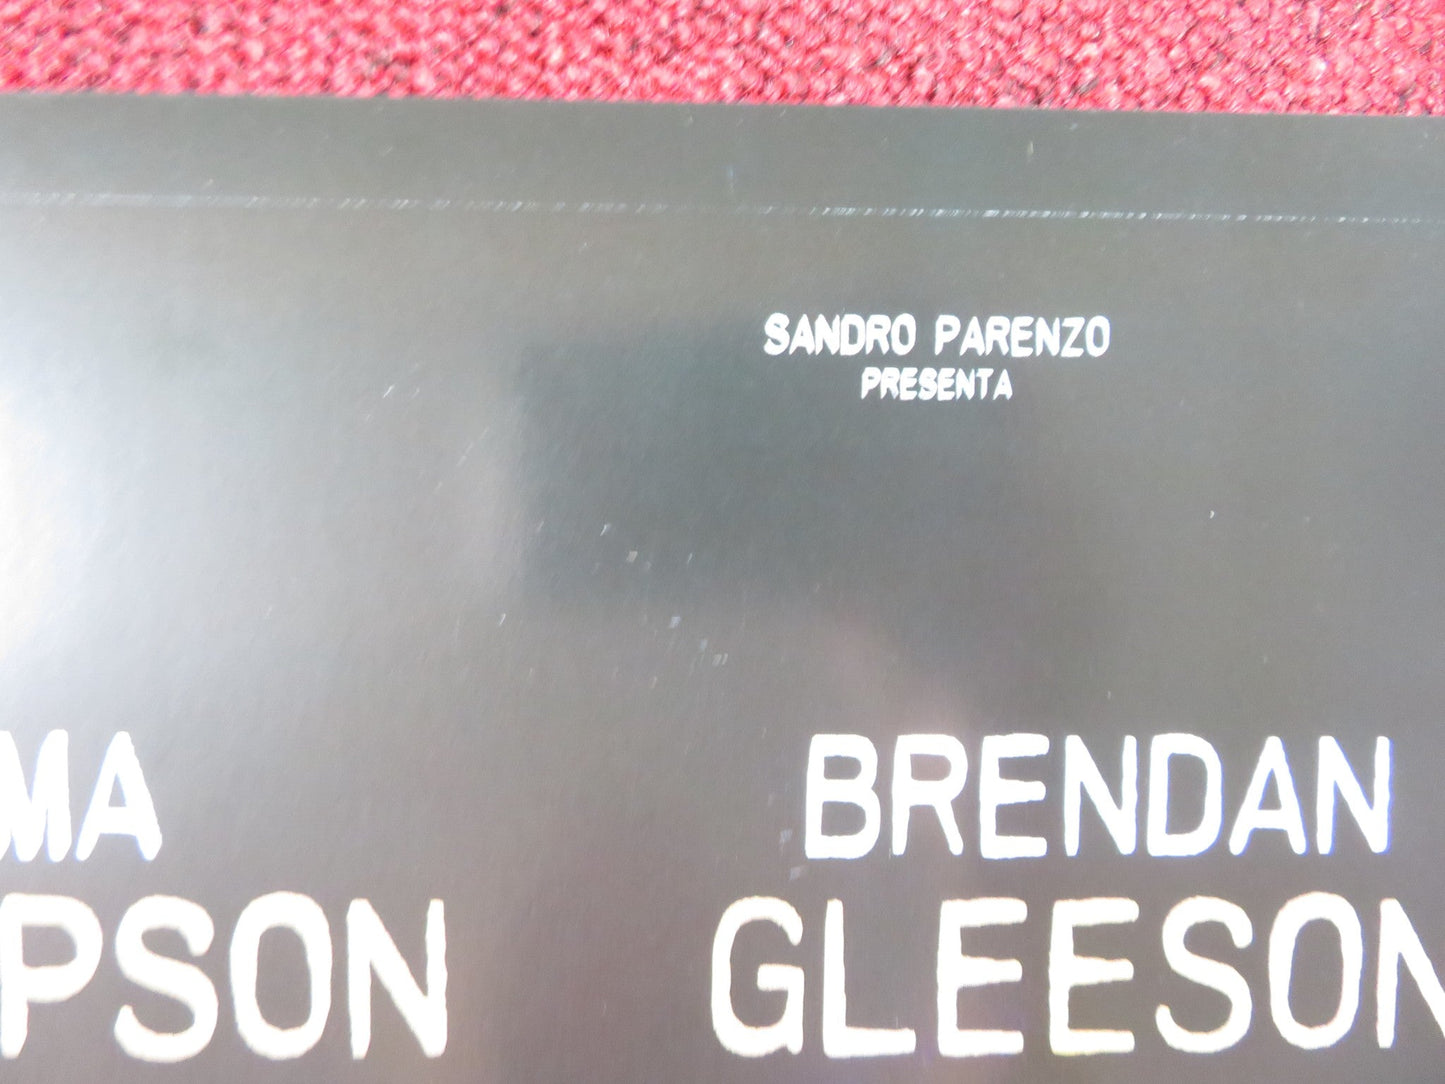 SANDRO PARENZO
PRESENTA
MA BRENDAN
PSON GLEESON